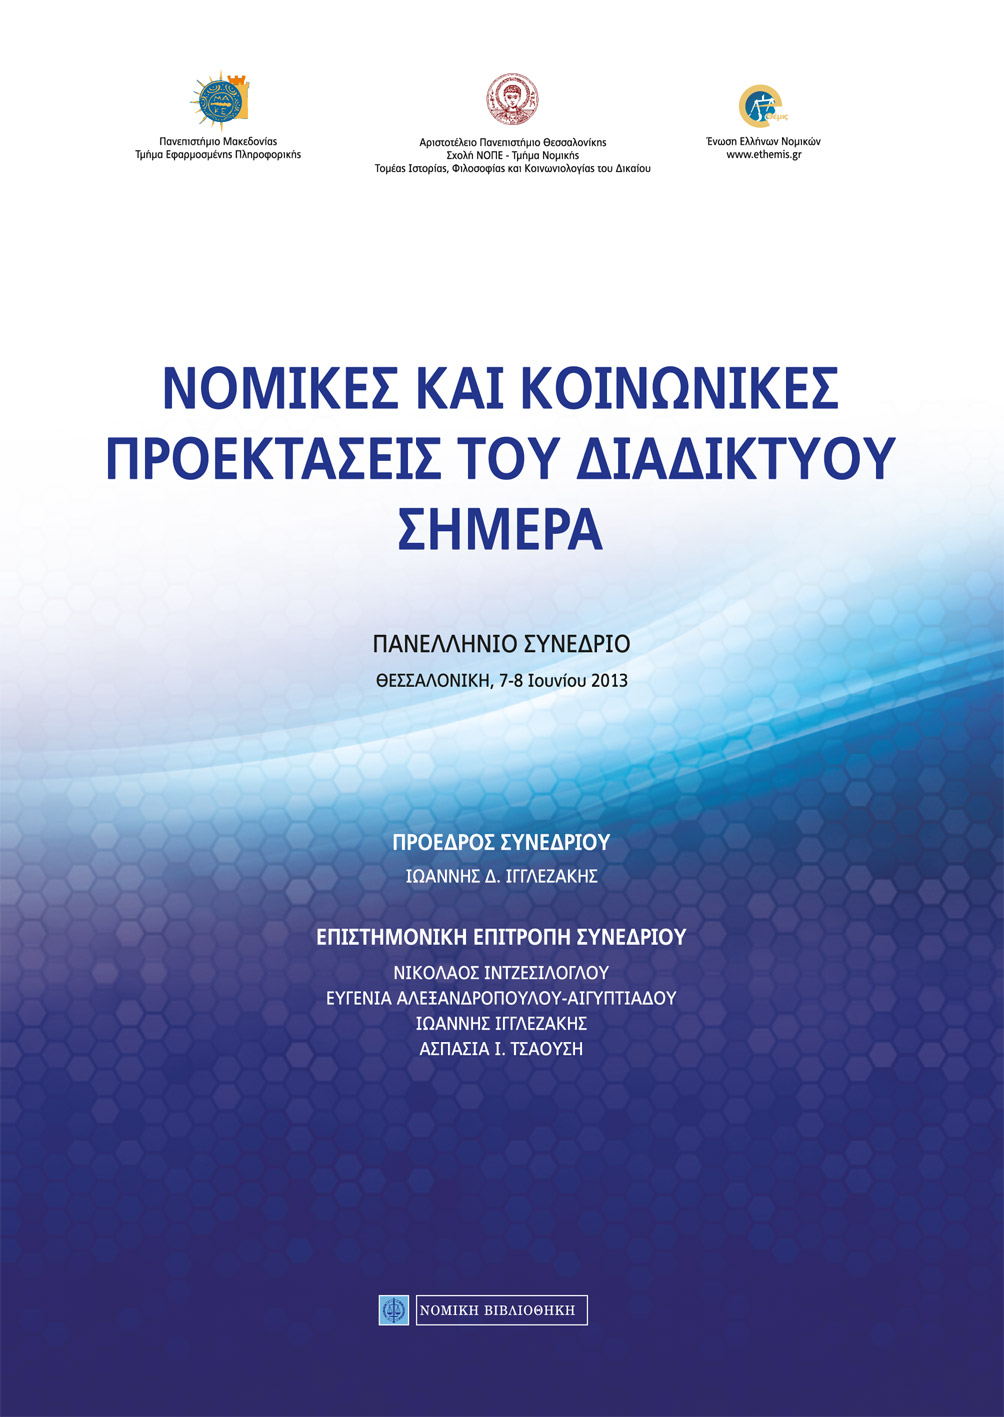 Πανεπιστήμιο Μακεδονίας
Τμήμα Εφαρμοσμένης Πληροφορικής
Αριστοτέλειο Πανεπιστήμιο Θεσσαλονίκης
Σχολή ΝΟΠΕ - Τμήμα Νομικής
Τομέας Ιστορίας, Φιλοσοφίας και Κοινωνιολογίας του Δικαίου
Ένωση Ελλήνων Νομικών
www.ethemis.gr
ΝΟΜΙΚΕΣ ΚΑΙ ΚΟΙΝΩΝΙΚΕΣ
ΠΡΟΕΚΤΑΣΕΙΣ ΤΟΥ ΔΙΑΔΙΚΤΥΟΥ
ΣΗΜΕΡΑ
ΠΑΝΕΛΛΗΝΙΟ ΣΥΝΕΔΡΙΟ
ΘΕΣΣΑΛΟΝΙΚΗ, 7-8 Ιουνίου 2013
ΠΡΟΕΔΡΟΣ ΣΥΝΕΔΡΙΟΥ
ΙΩΑΝΝΗΣ Δ. ΙΓΓΛΕΖΑΚΗΣ
ΕΠΙΣΤΗΜΟΝΙΚΗ ΕΠΙΤΡΟΠΗ ΣΥΝΕΔΡΙΟΥ
ΝΙΚΟΛΑΟΣ ΙΝΤΖΕΣΙΛΟΓΛΟΥ
ΕΥΓΕΝΙΑ ΑΛΕΞΑΝΔΡΟΠΟΥΛΟΥ-ΑΙΓΥΠΤΙΑΔΟΥ
ΙΩΑΝΝΗΣ ΙΓΓΛΕΖΑΚΗΣ
ΑΣΠΑΣΙΑ Ι. ΤΣΑΟΥΣΗ
ΝΟΜΙΚΗ ΒΙΒΛΙΟΘΗΚΗ